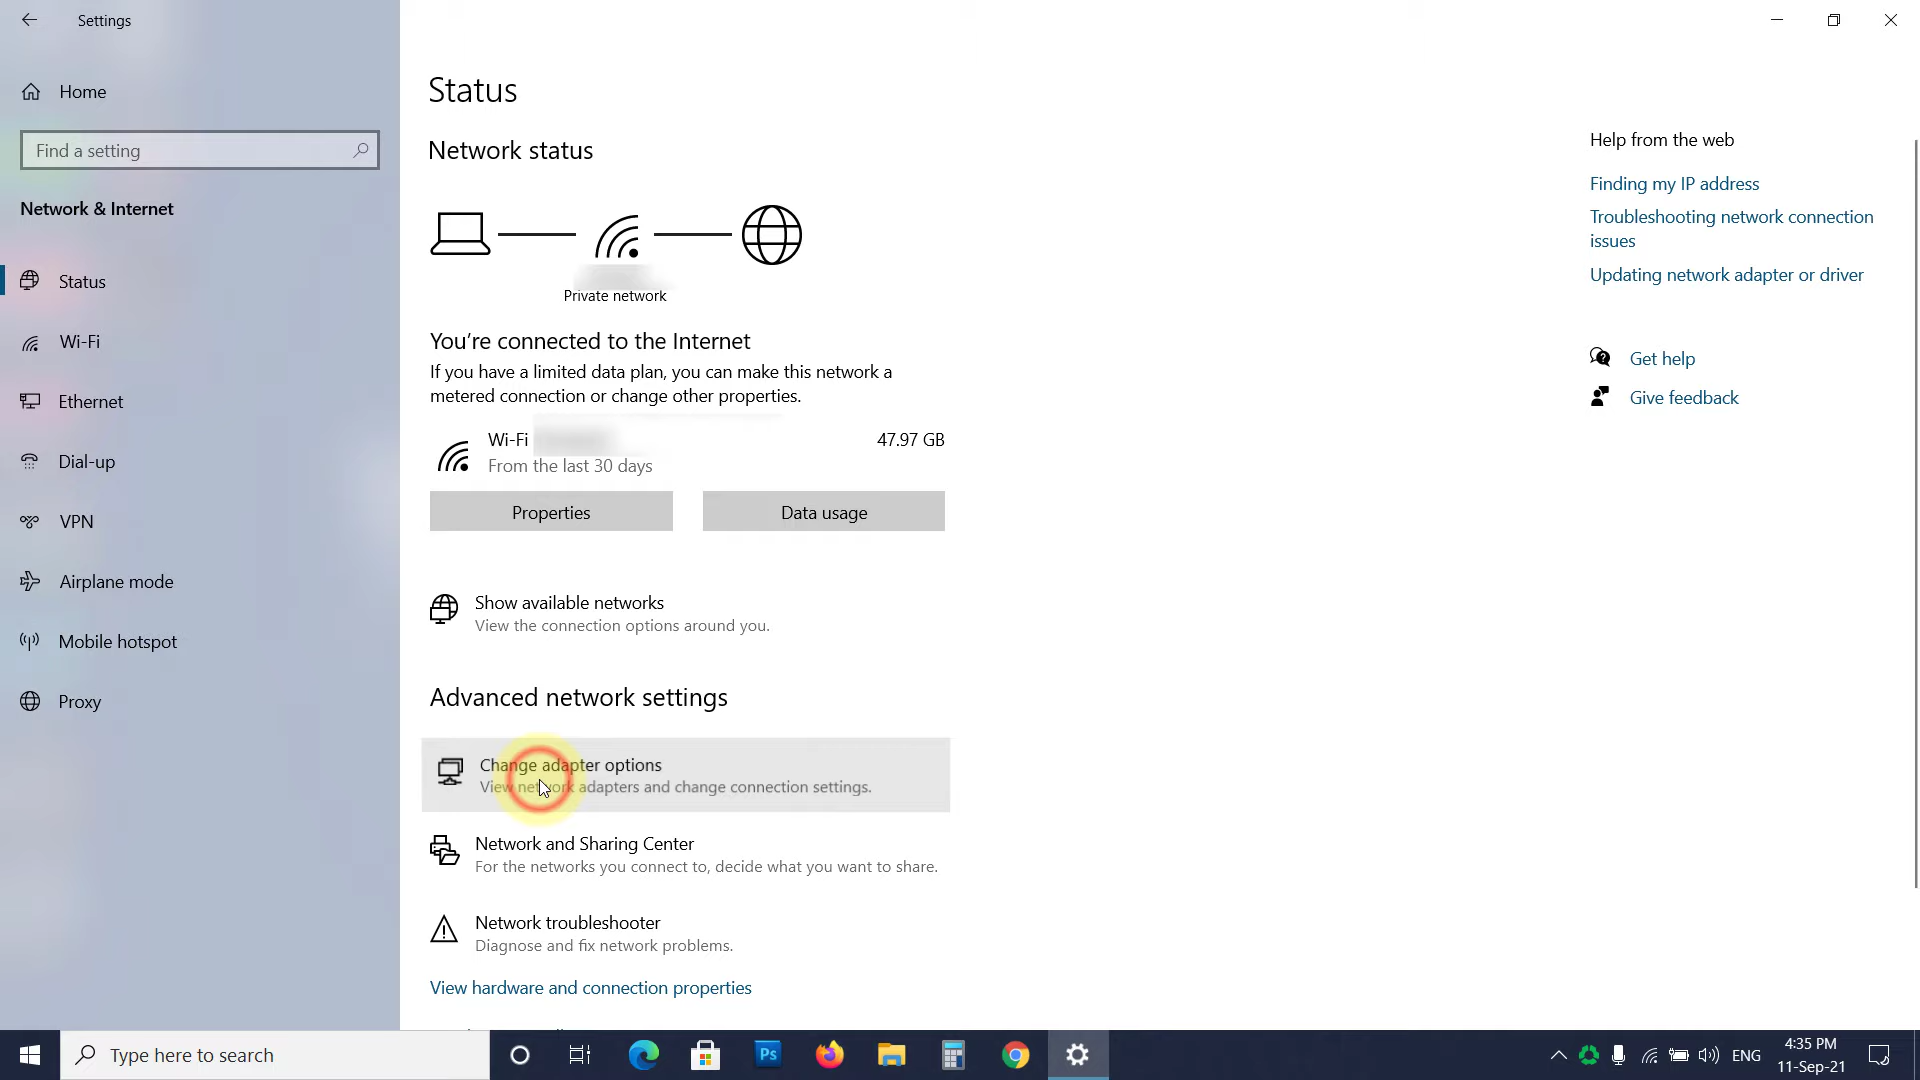 Settings
Home
Find a setting
Network & Internet
Status
Wi-Fi
Ethernet
Dial-up
VPN
Airplane mode
Mobile hotspot
Proxy
Status
Network status
Private network
You're connected to the Internet
If you have a limited data plan, you can make this network a
metered connection or change other properties.
Wi-Fi
47.97 GB
From the last 30 days
Properties
Data usage
Show available networks
View the connection options around you.
Advanced network settings
Change adapter options
View network adapters and change connection settings.
Network and Sharing Center
For the networks you connect to, decide what you want to share.
Network troubleshooter
Diagnose and fix network problems.
View hardware and connection properties
Help from the web
Finding my IP address
Troubleshooting network connection
issues
Updating network adapter or driver
Get help
Give feedback
Type here to search
Ps
ENG
4:35 PM
11-Sep-21